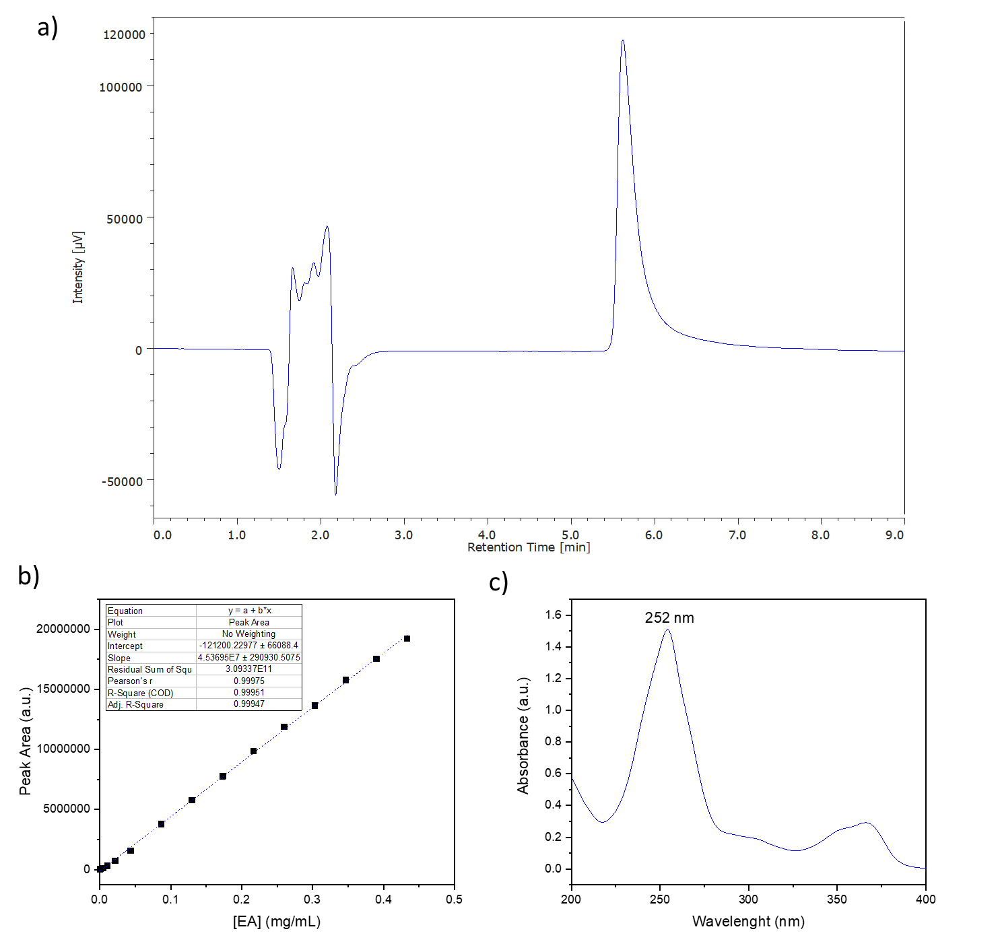 a)
120000
100000
50000
0
-50000
Intensity [µV]
0.0 1.0 2.0 3.0 4.0 5.0 6.0 7.0 8.0 9.0
Retention Time [min]
b)
Equation y = a + b*x
Plot Peak Area
Weight No Weighting
Intercept -121200.22977 ± 66088.4
Slope 4.53695E7 ± 290930.5075
Residual Sum of Squ 3.09337E11
Pearson's r 0.99975
R-Square (COD) 0.99951
Adj. R-Square 0.99947
20000000
15000000
10000000
5000000
0
Peak Area (a.u.)
0.0 0.1 0.2 0.3 0.4 0.5
[EA] (mg/mL)
c)
252 nm
1.6
1.4
1.2
1.0
0.8
0.6
0.4
0.2
0.0
Absorbance (a.u.)
200 250 300 350 400
Wavelenght (nm)